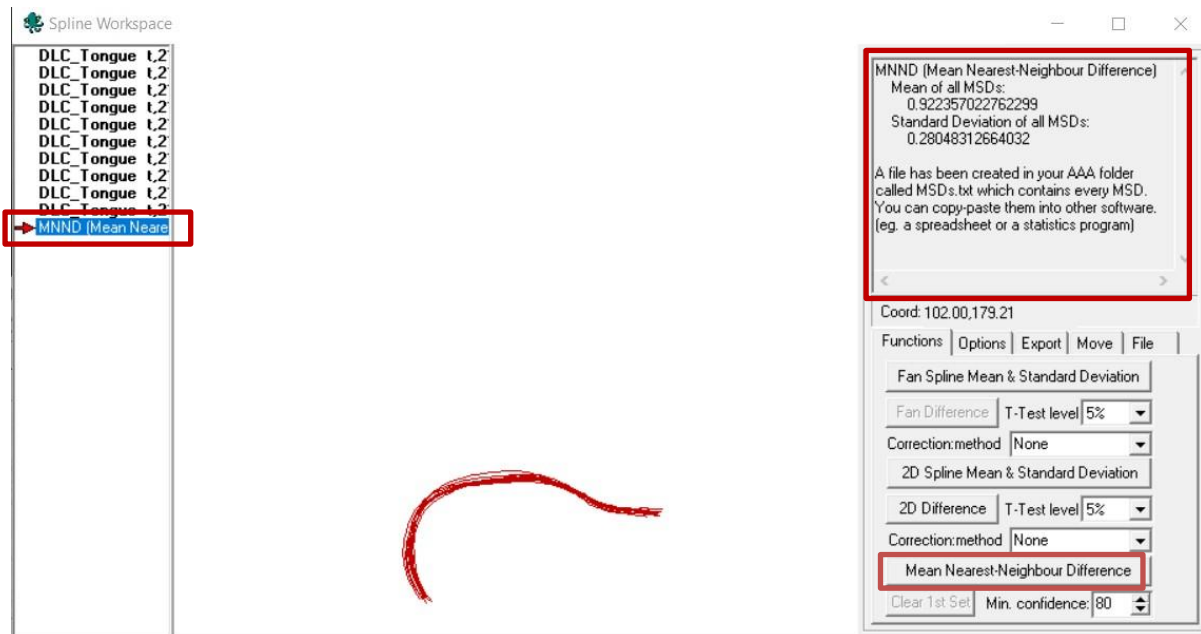 Spline Workspace
DLC_Tongue t,2
DLC_Tongue t,2
DLC_Tongue t,2
DLC_Tongue t,2
DLC_Tongue t,2
DLC_Tongue t,2
DLC_Tongue t,2
DLC_Tongue t,2
DLC_Tongue t,2
DLC_Tongue t,2
MNND (Mean Neare
MNND (Mean Nearest-Neighbour Difference)
Mean of all MSDs:
0.922357022762299
Standard Deviation of all MSDs:
0.28048312664032
A file has been created in your AAA folder
called MSDs.txt which contains every MSD.
You can copy-paste them into other software.
(eg. a spreadsheet or a statistics program)
Coord: 102.00,179.21
Functions Options Export Move File
Fan Spline Mean & Standard Deviation
Fan Difference T-Test level 5%
Correction:method None
2D Spline Mean & Standard Deviation
2D Difference T-Test level 5%
Correction:method None
Mean Nearest-Neighbour Difference
Clear 1st Set Min. confidence: 80